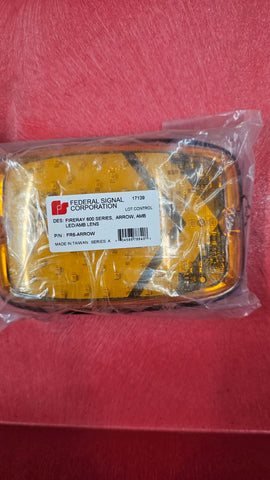 FEDERAL SIGNAL 17139
CORPORATION LOT CONTROL
DES: FIRERAY 600 SERIES, ARROW, AMB
LED/AMB LENS
P/N : FR6-ARROW
MADE IN TAIWAN SERIES A